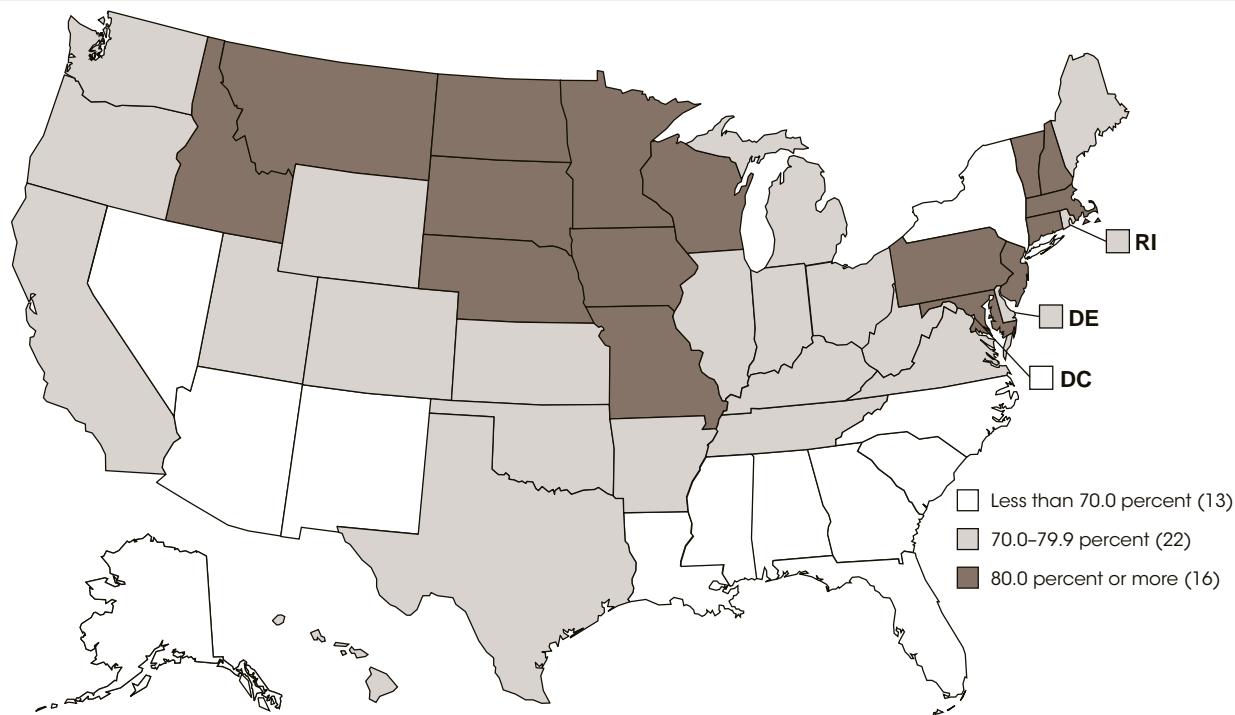 RI
DE
DC
Less than 70.0 percent (13)
70.0–79.9 percent (22)
80.0 percent or more (16)